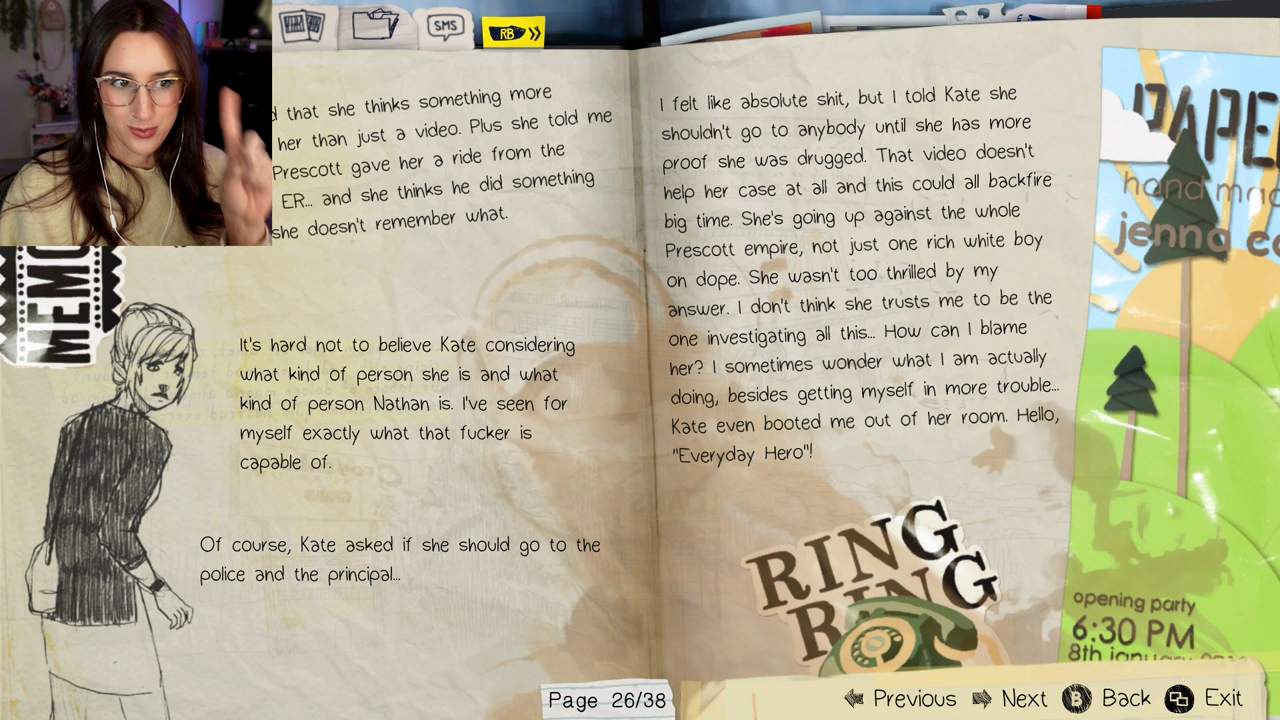 SMS
RB
d that she thinks something more
her than just a video. Plus she told me
Prescott gave her a ride from the
ER... and she thinks he did something
she doesn't remember what.
It's hard not to believe Kate considering
what kind of person she is and what
kind of person Nathan is. I've seen for
myself exactly what that fucker is
capable of.
Of course, Kate asked if she should go to the
police and the principal...
I felt like absolute shit, but I told Kate she
shouldn't go to anybody until she has more
proof she was drugged. That video doesn't
help her case at all and this could all backfire
big time. She's going up against the whole
Prescott empire, not just one rich white boy
on dope. She wasn't too thrilled by my
answer. I don't think she trusts me to be the
one investigating all this... How can I blame
her? I sometimes wonder what I am actually
doing, besides getting myself in more trouble...
Kate even booted me out of her room. Hello,
"Everyday Hero"!
RING
RING
PAPE
hand mad
jenna e
opening party
6:30 PM
8th january
Page 26/38
Previous Next B Back Exit